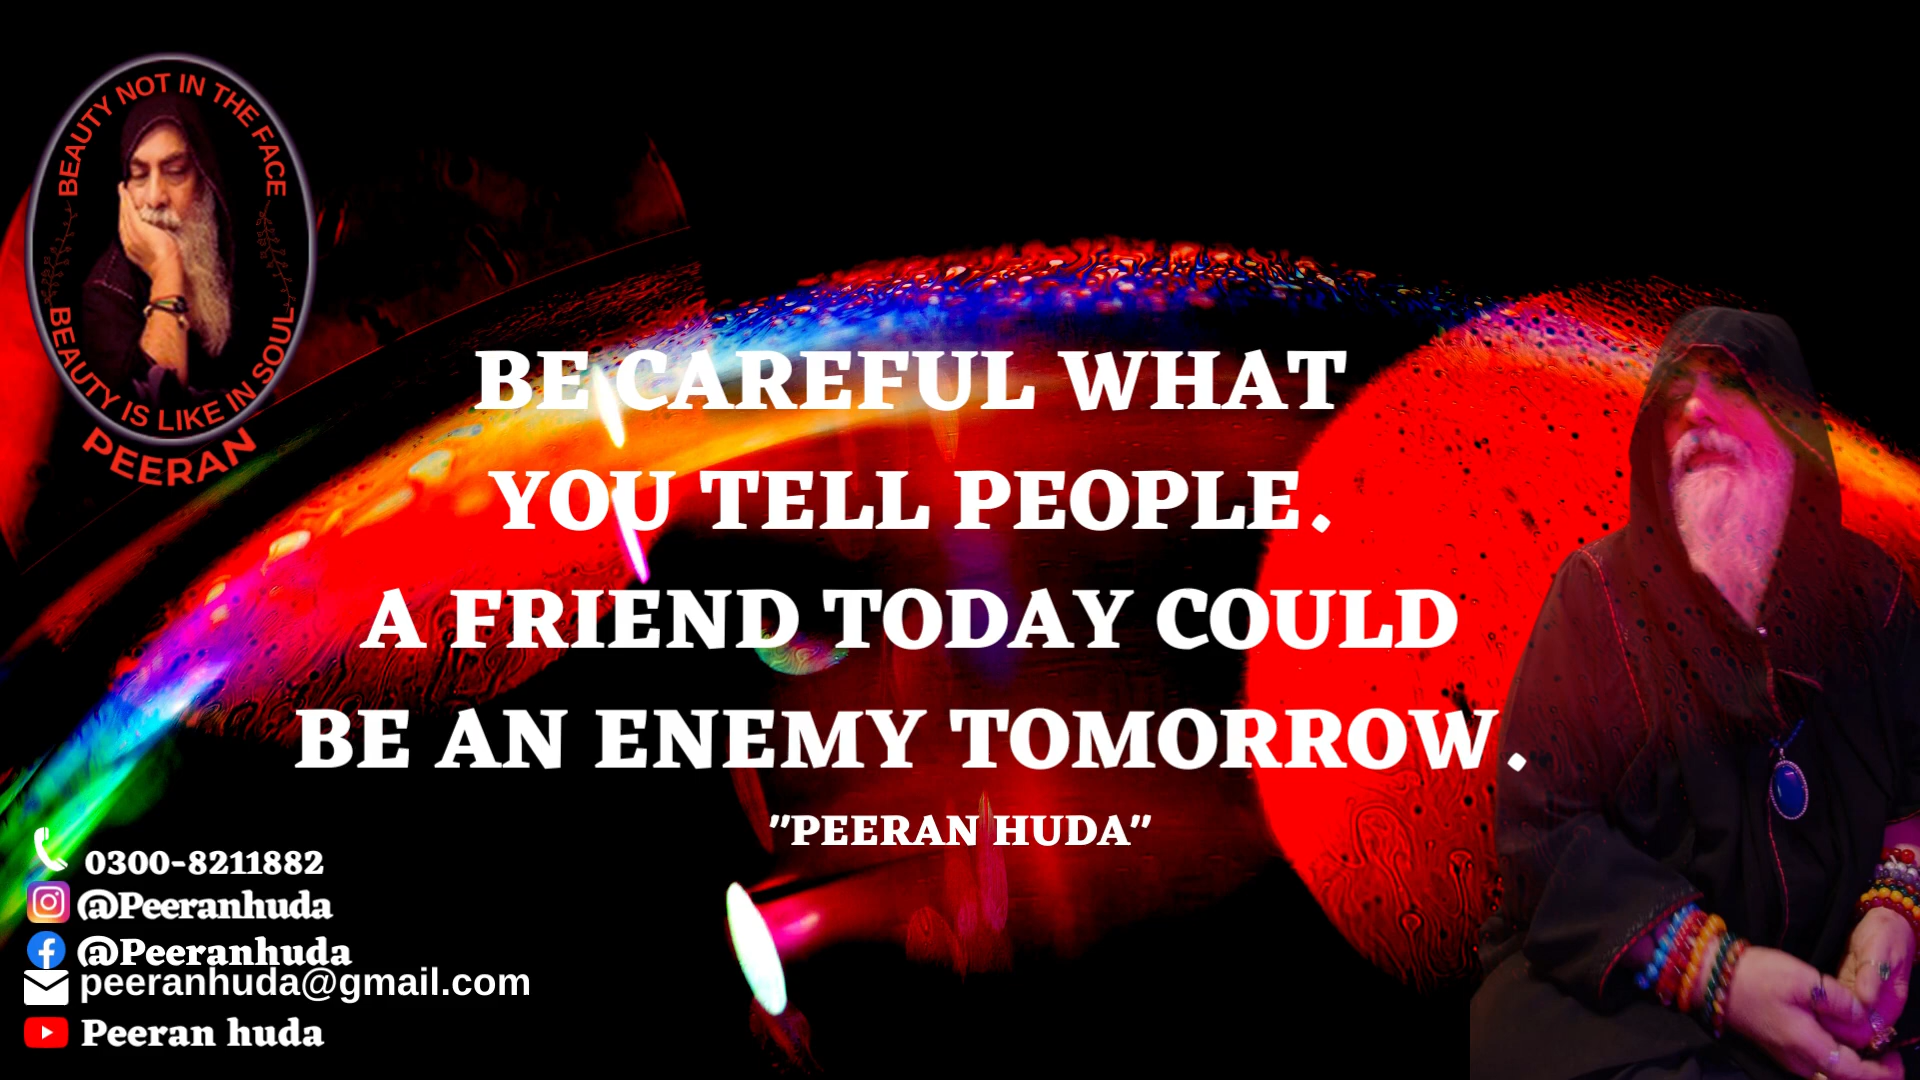 BEAUTY NOT IN THE FACE
BEAUTY IS LIKE IN SOUL
PEERAN
BE CAREFUL WHAT
YOU TELL PEOPLE.
A FRIEND TODAY COULD
BE AN ENEMY TOMORROW.
"PEERAN HUDA"
0300-8211882
@Peeranhuda
@Peeranhuda
peeranhuda@gmail.com
Peeran huda